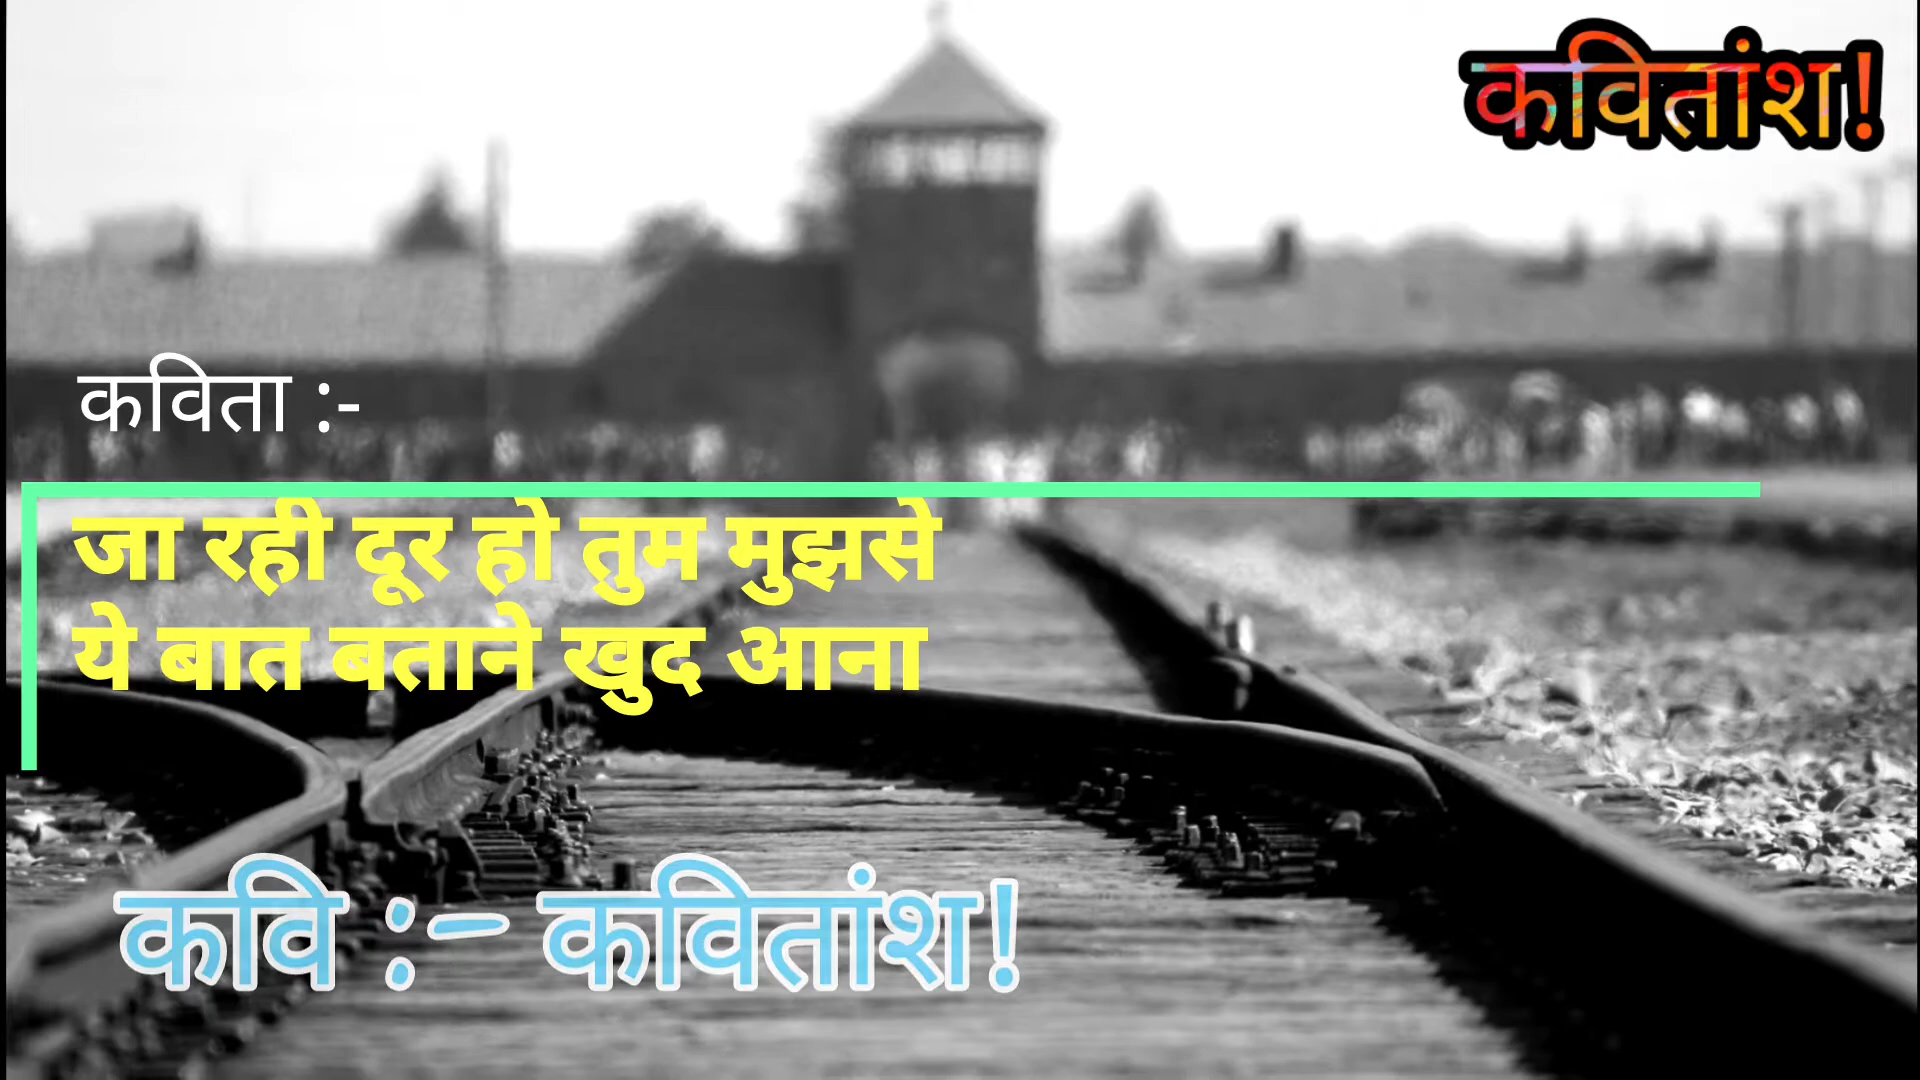 कवितांश!
कविता :-
जा रही दूर हो तुम मुझसे
ये बात बताने खुद आना
कवि :- कवितांश!